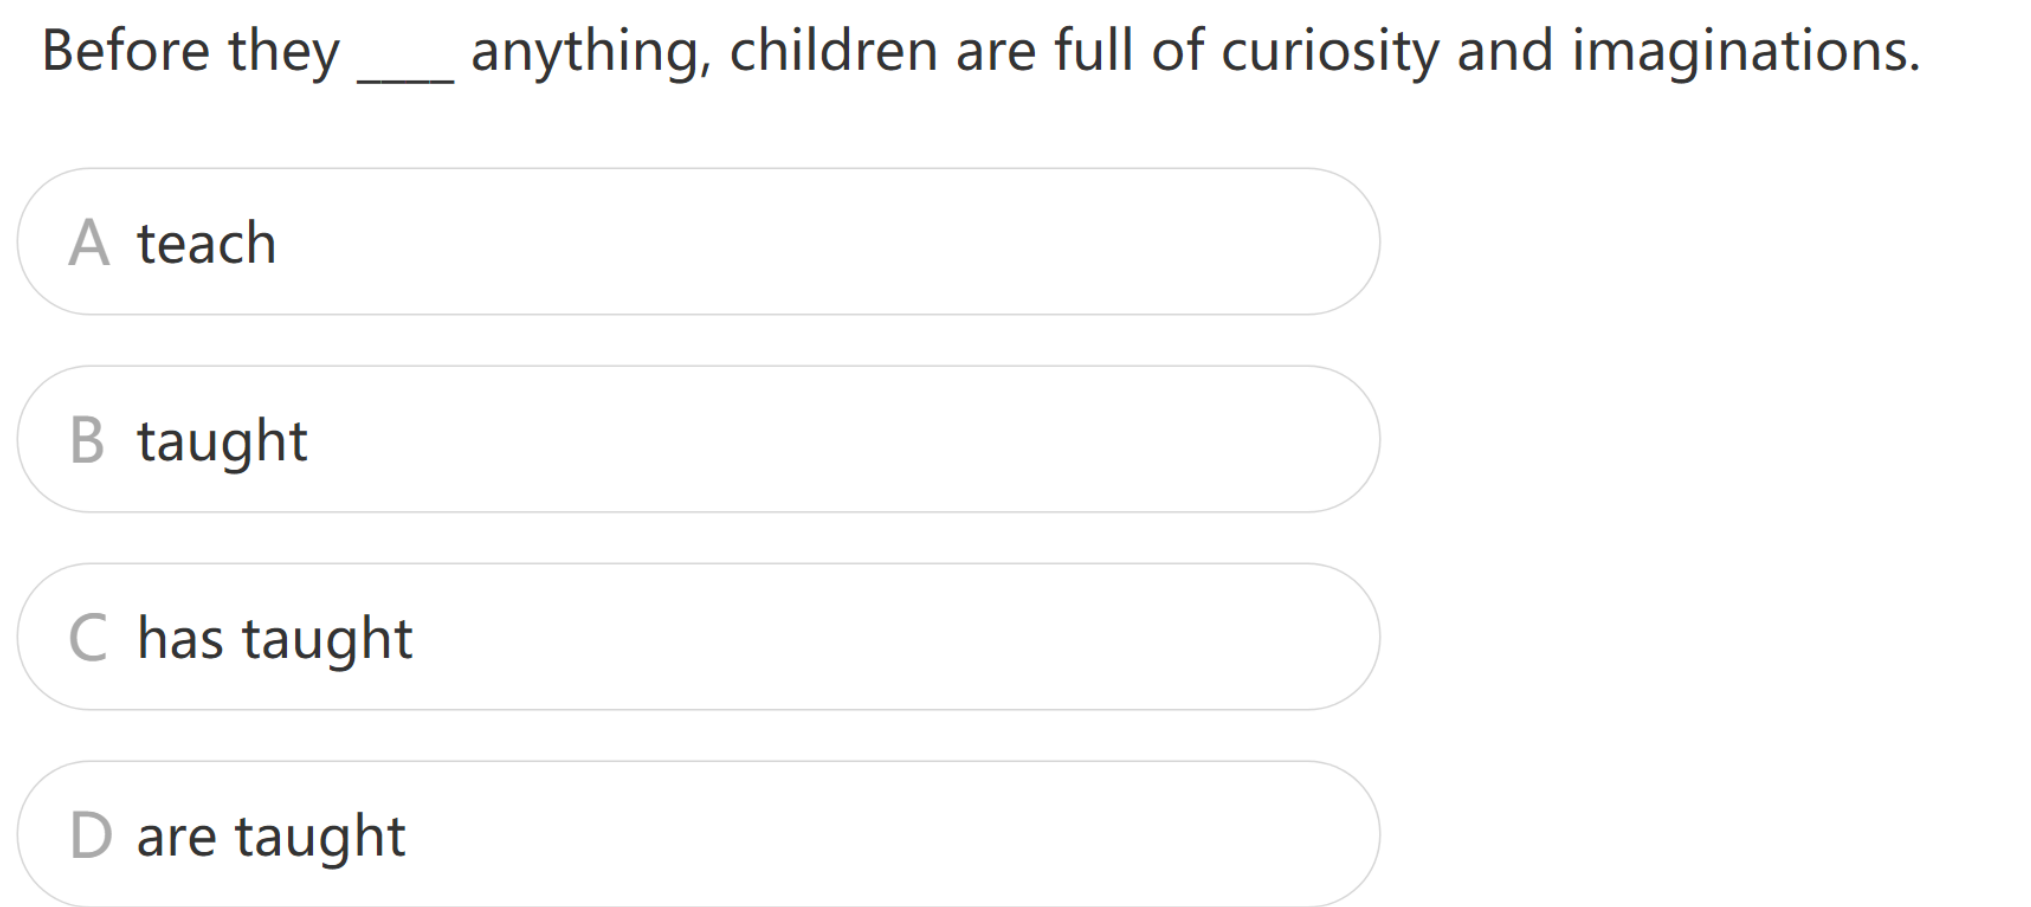 Before they ____ anything, children are full of curiosity and imaginations.
A teach
B taught
C has taught
D are taught